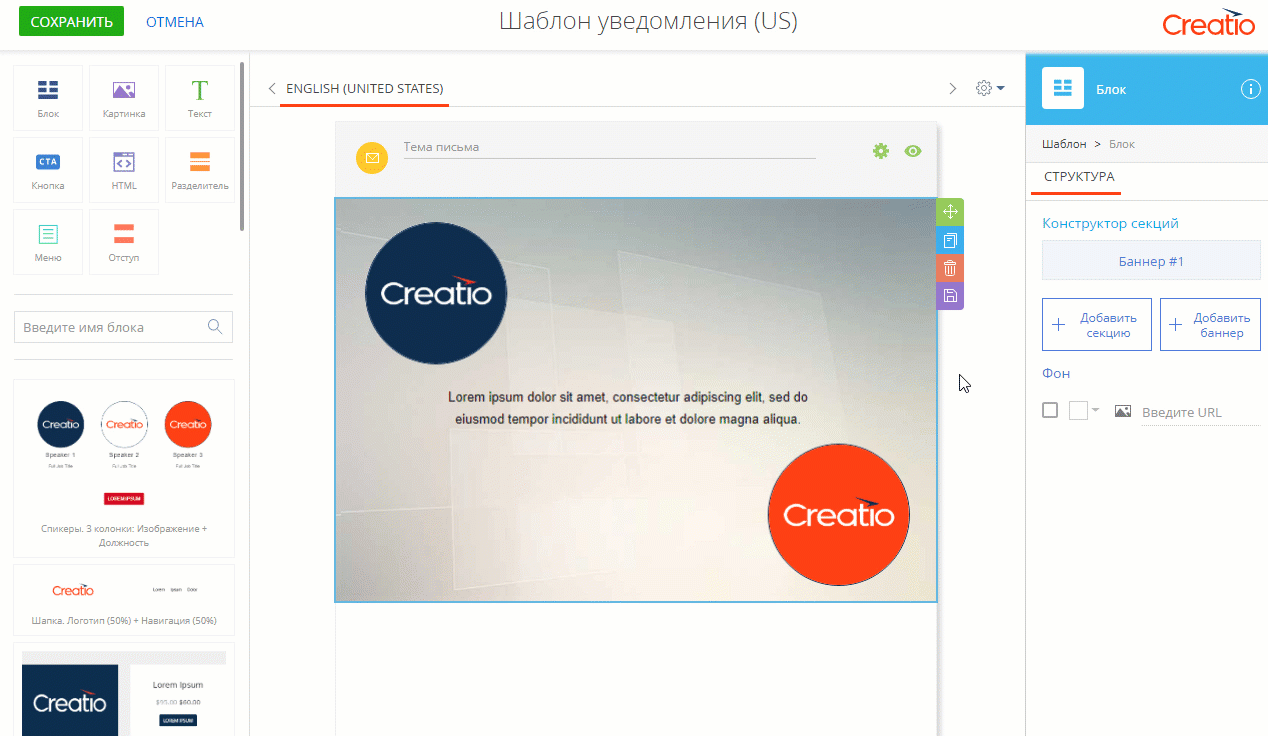 СОХРАНИТЬ
ОТМЕНА
Шаблон уведомления (US)
Creatio
Блок
Картинка
Текст
CTA
Кнопка
HTML
Разделитель
Меню
Отступ
Введите имя блока
Creatio
Creatio
Creatio
Speaker 1
Speaker 2
Speaker 3
Full Job Title
Full Job Title
Full Job Title
LOREM IPSUM
Спикеры. 3 колонки: Изображение +
Должность
Creatio
Lorem Ipsum Dolor
Шапка. Логотип (50%) + Навигация (50%)
Creatio
Lorem Ipsum
$95.00 $60.00
LOREM IPSUM
ENGLISH (UNITED STATES)
Тема письма
Creatio
Lorem ipsum dolor sit amet, consectetur adipiscing elit, sed do
eiusmod tempor incididunt ut labore et dolore magna aliqua.
Creatio
Блок
Шаблон > Блок
СТРУКТУРА
Конструктор секций
Баннер #1
Добавить
секцию
Добавить
баннер
Фон
Введите URL